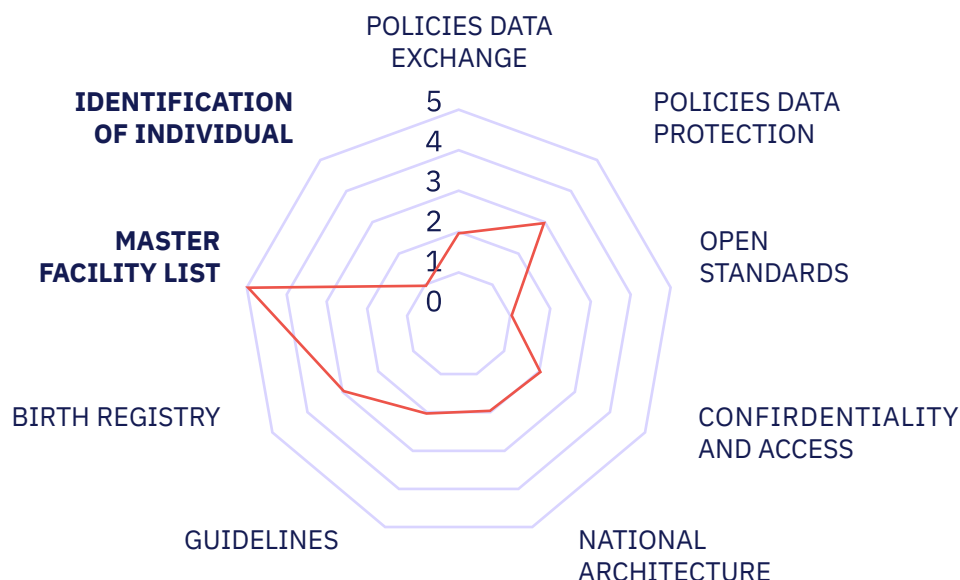 POLICIES DATA
EXCHANGE
IDENTIFICATION
OF INDIVIDUAL
5
POLICIES DATA
PROTECTION
4
3
MASTER
FACILITY LIST
2
OPEN
STANDARDS
1
0
BIRTH REGISTRY
CONFIRDENTIALITY
AND ACCESS
GUIDELINES
NATIONAL
ARCHITECTURE